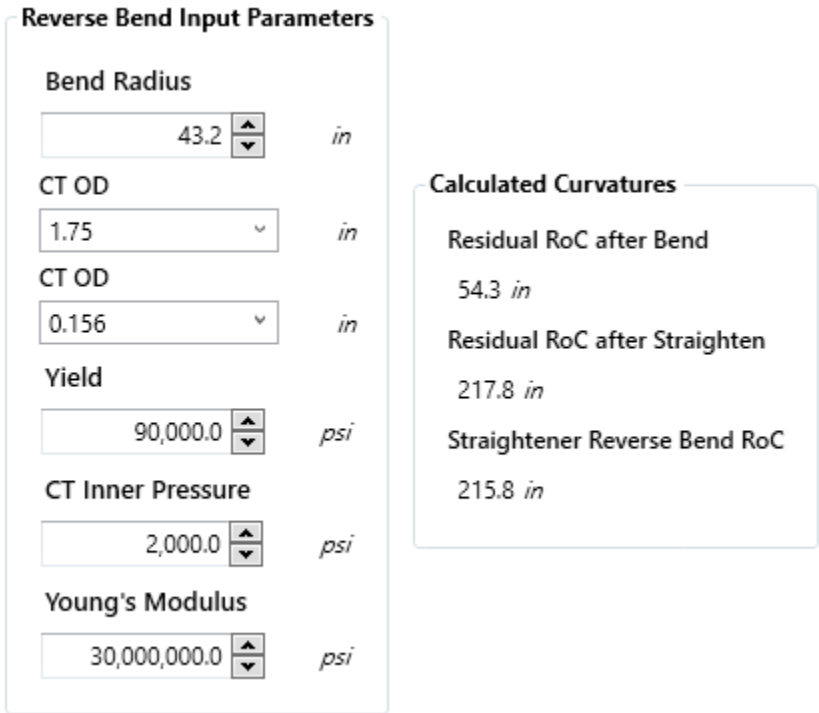 Reverse Bend Input Parameters
Bend Radius
43.2 in
CT OD
1.75 in
CT OD
0.156 in
Yield
90,000.0 psi
CT Inner Pressure
2,000.0 psi
Young's Modulus
30,000,000.0 psi
Calculated Curvatures
Residual RoC after Bend
54.3 in
Residual RoC after Straighten
217.8 in
Straightener Reverse Bend RoC
215.8 in